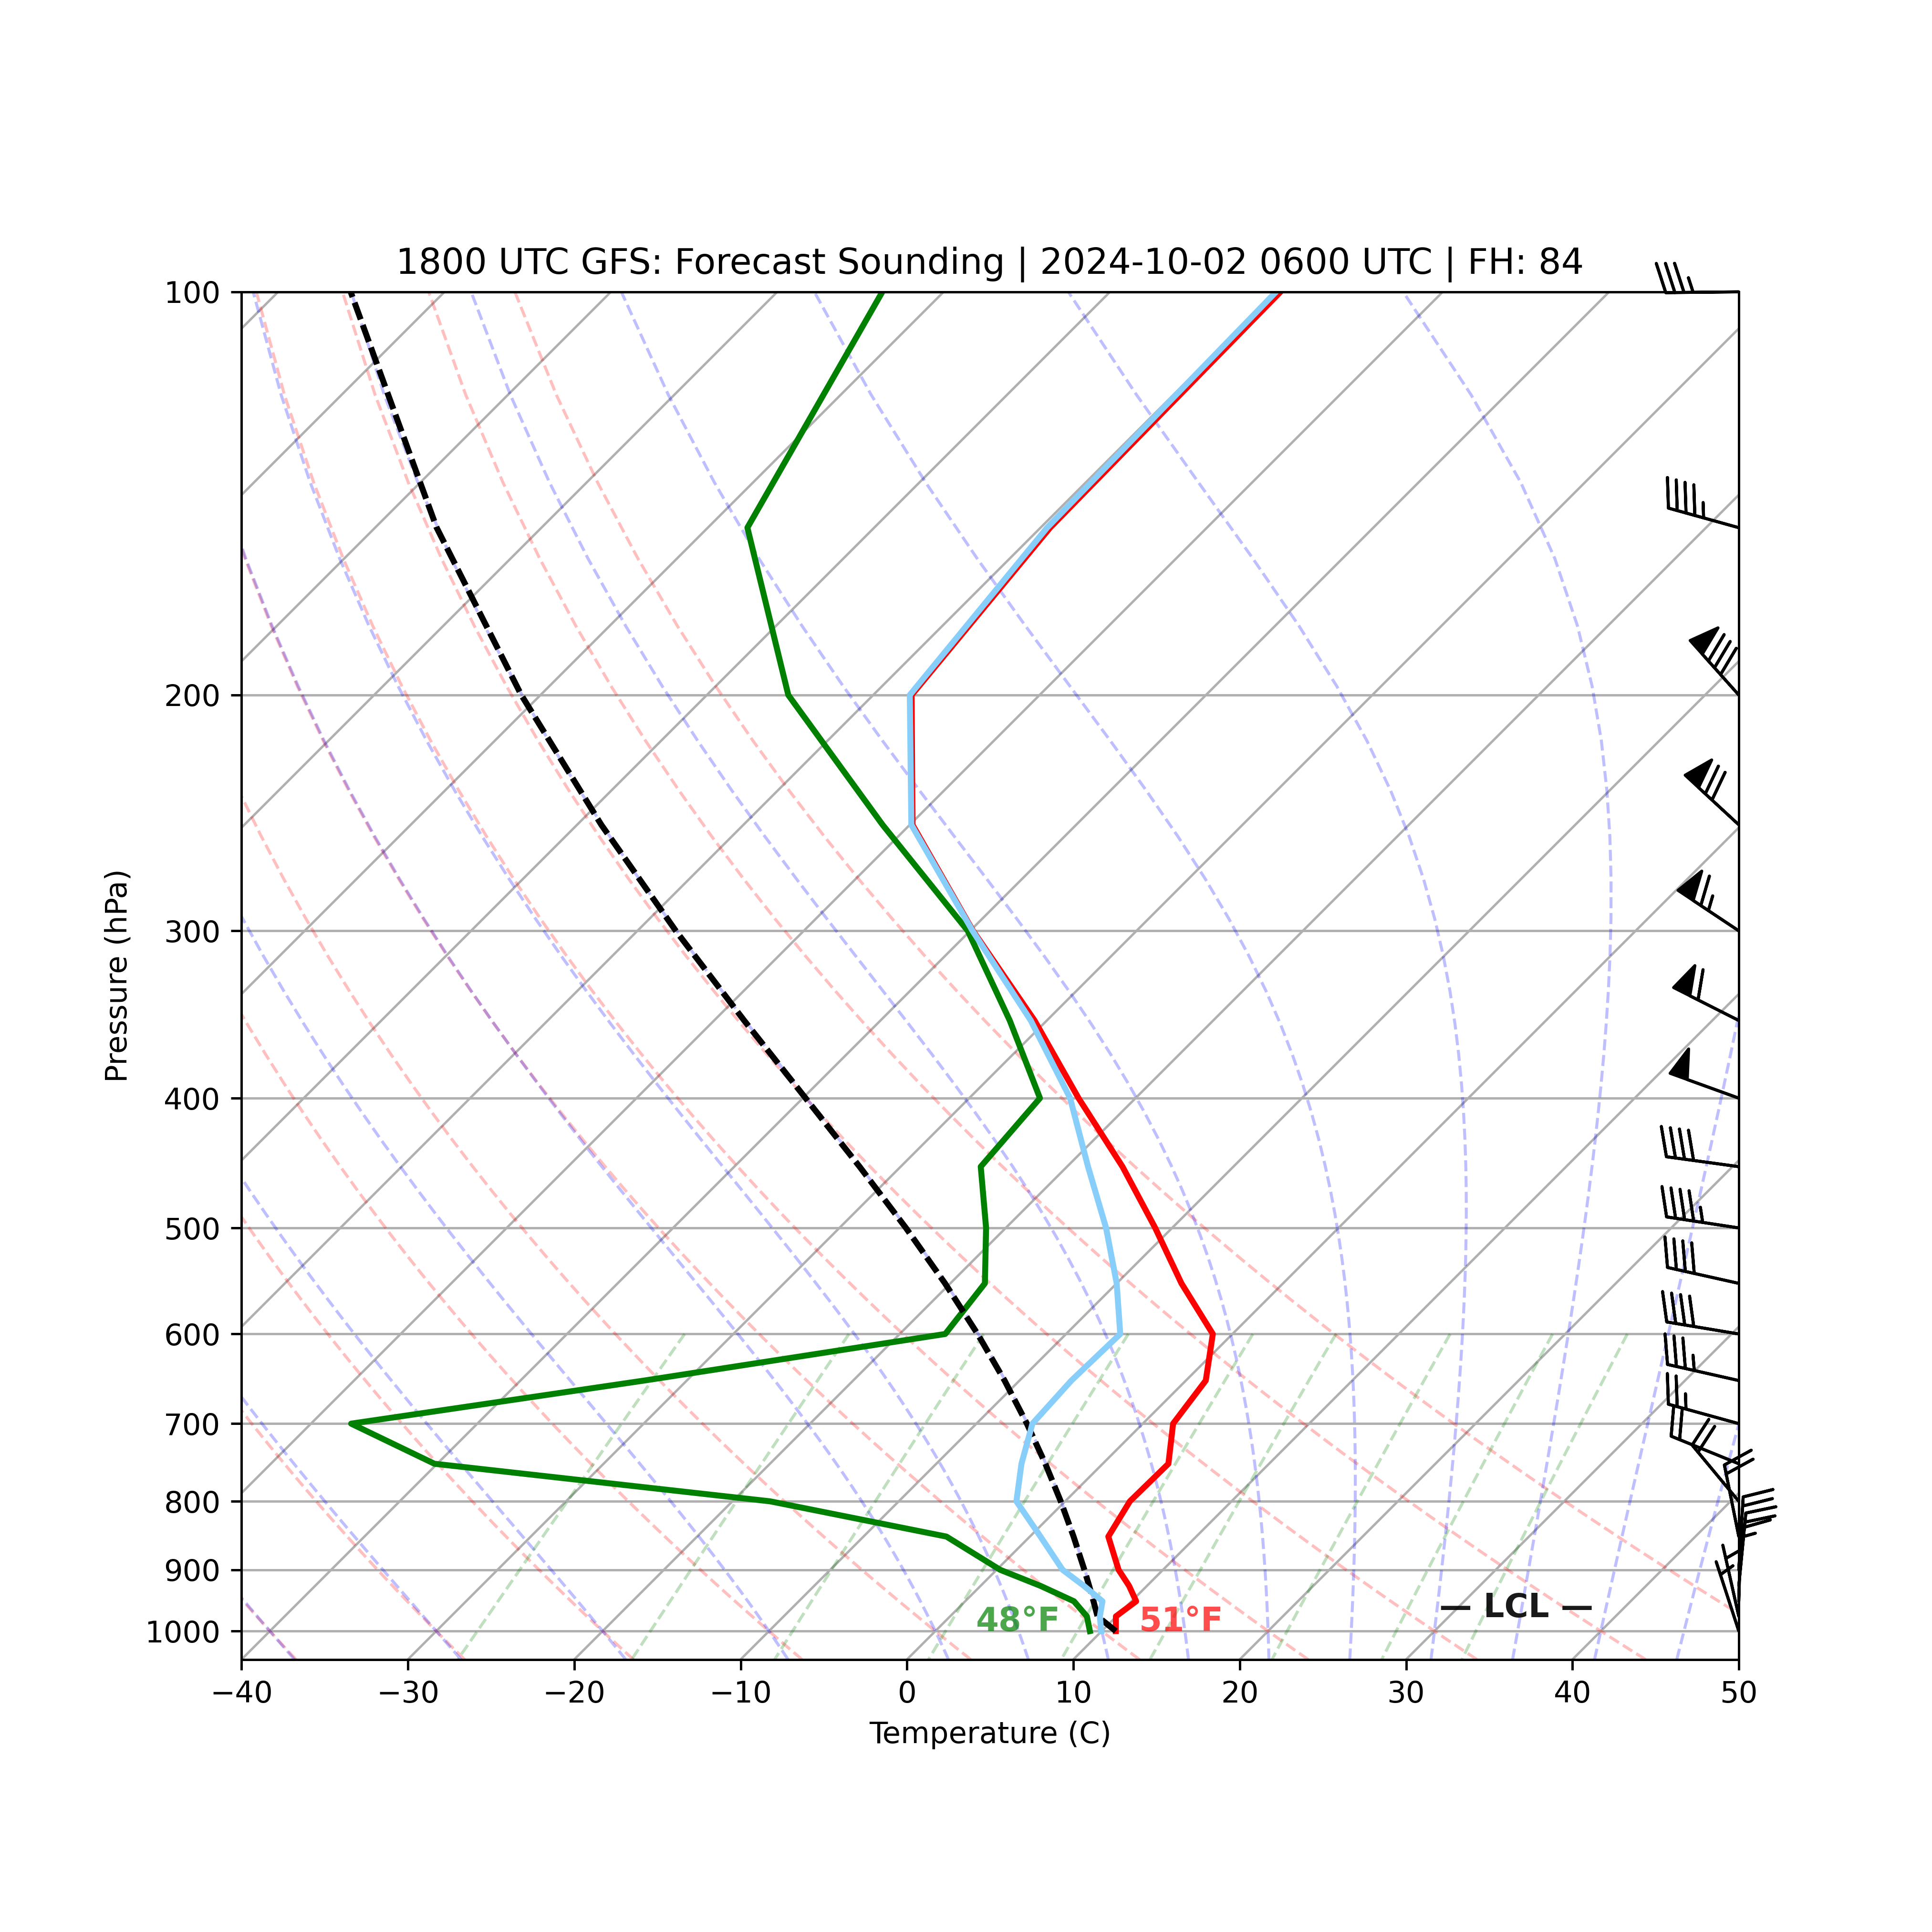 1800 UTC GFS: Forecast Sounding | 2024-10-02 0600 UTC | FH: 84
100
200
300
400
500
600
700
800
900
1000
Pressure (hPa)
48°F
51°F
— LCL —
−40 −30 −20 −10 0 10 20 30 40 50
Temperature (C)